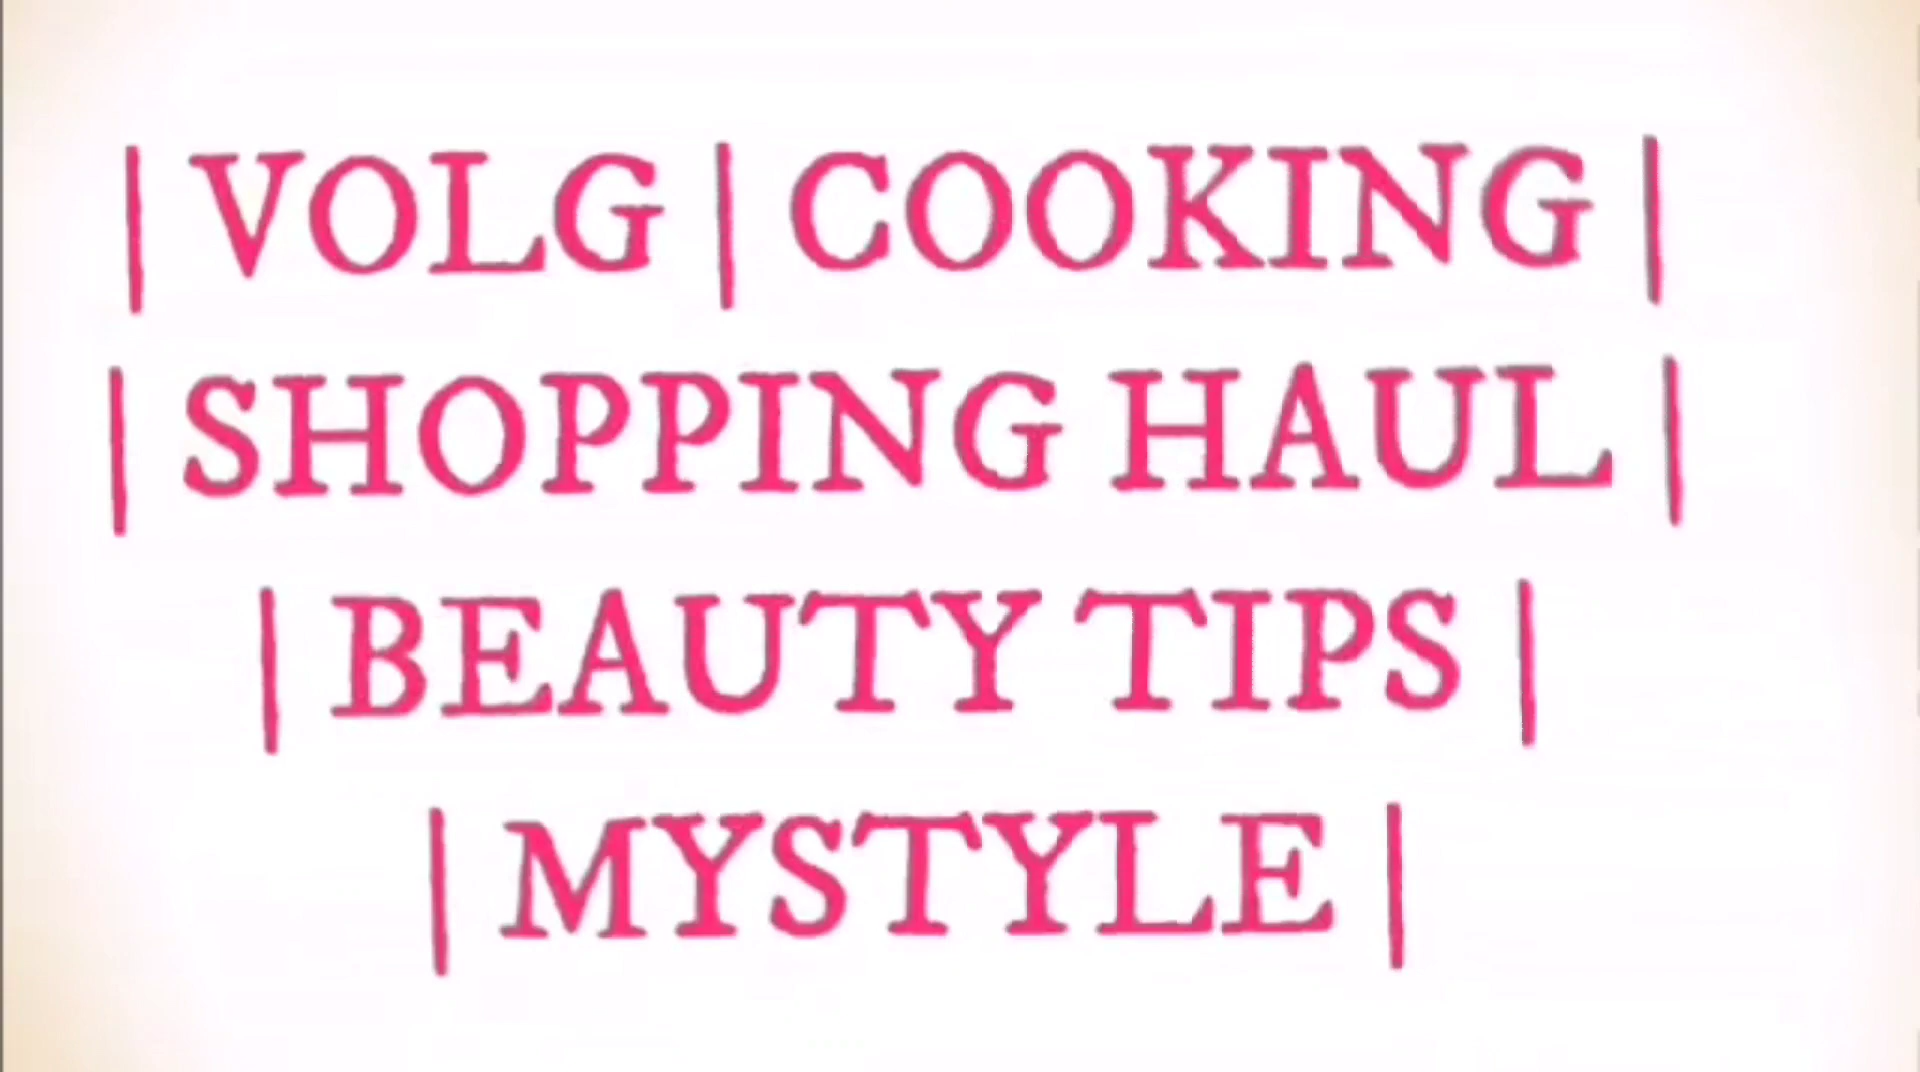 | VOLG | COOKING |
| SHOPPING HAUL |
| BEAUTY TIPS |
| MYSTYLE |